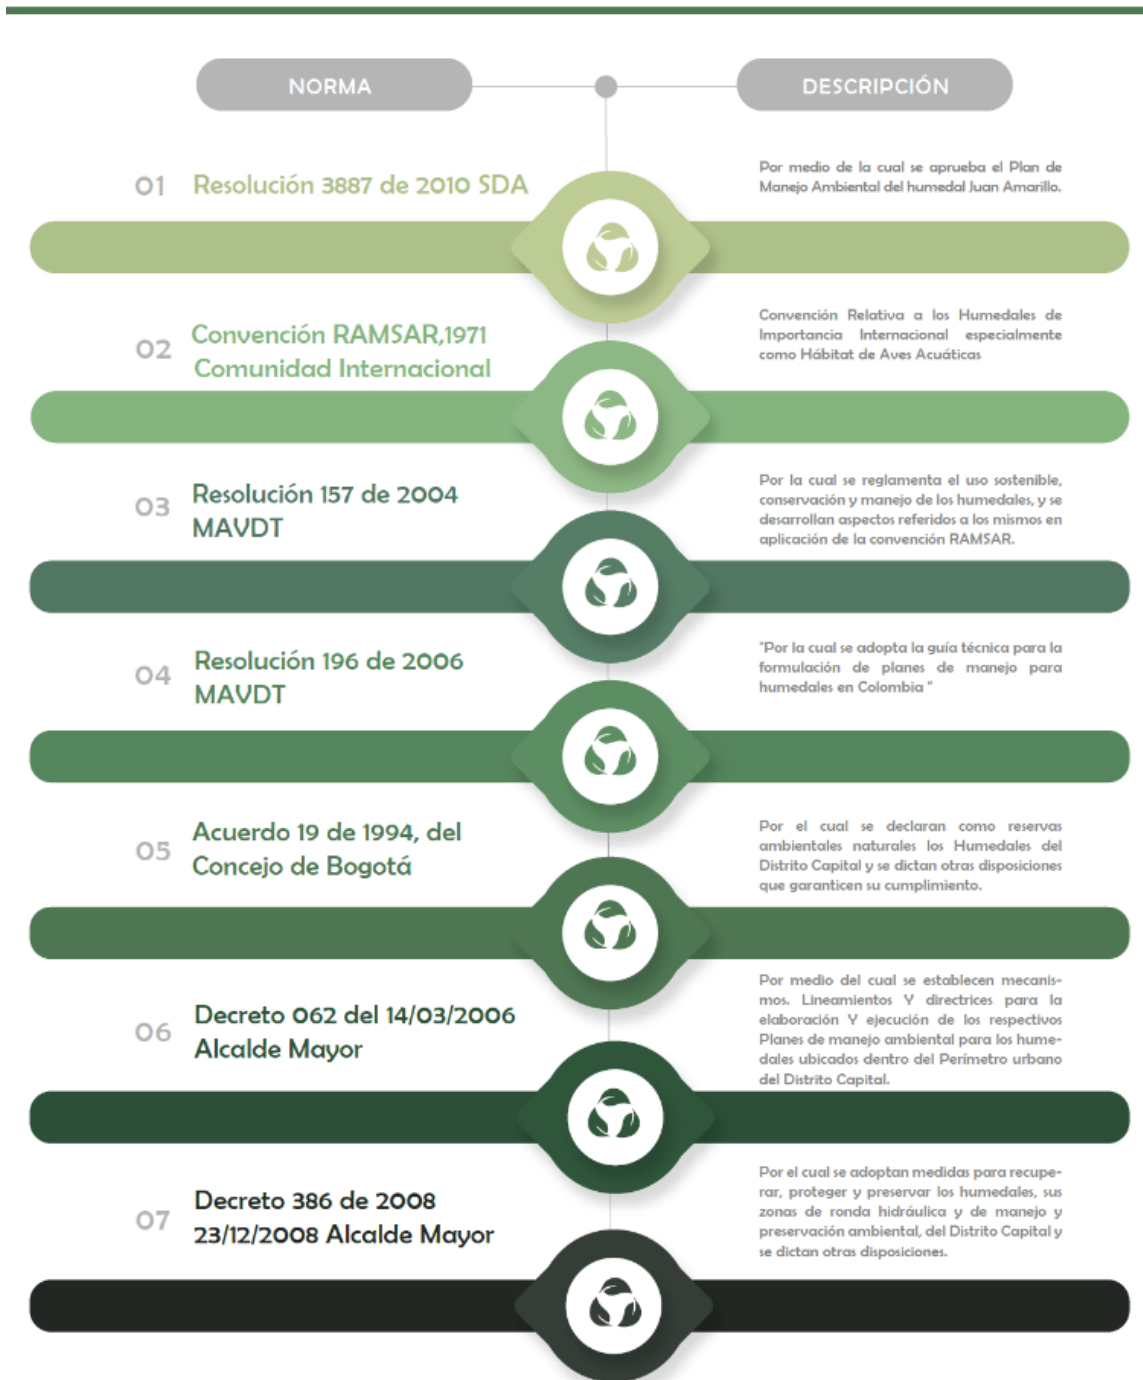 NORMA
DESCRIPCIÓN
01
Resolución 3887 de 2010 SDA
Por medio de la cual se aprueba el Plan de
Manejo Ambiental del humedal Juan Amarillo.
02
Convención RAMSAR,1971
Comunidad Internacional
Convención Relativa a los Humedales de
Importancia Internacional especialmente
como Hábitat de Aves Acuáticas
03
Resolución 157 de 2004
MAVDT
Por la cual se reglamenta el uso sostenible,
conservación y manejo de los humedales, y se
desarrollan aspectos referidos a los mismos en
aplicación de la convención RAMSAR.
04
Resolución 196 de 2006
MAVDT
"Por la cual se adopta la guía técnica para la
formulación de planes de manejo para
humedales en Colombia "
05
Acuerdo 19 de 1994, del
Concejo de Bogotá
Por el cual se declaran como reservas
ambientales naturales los Humedales del
Distrito Capital y se dictan otras disposiciones
que garanticen su cumplimiento.
06
Decreto 062 del 14/03/2006
Alcalde Mayor
Por medio del cual se establecen mecanis-
mos. Lineamientos Y directrices para la
elaboración Y ejecución de los respectivos
Planes de manejo ambiental para los hume-
dales ubicados dentro del Perímetro urbano
del Distrito Capital.
07
Decreto 386 de 2008
23/12/2008 Alcalde Mayor
Por el cual se adoptan medidas para recupe-
rar, proteger y preservar los humedales, sus
zonas de ronda hidráulica y de manejo y
preservación ambiental, del Distrito Capital y
se dictan otras disposiciones.